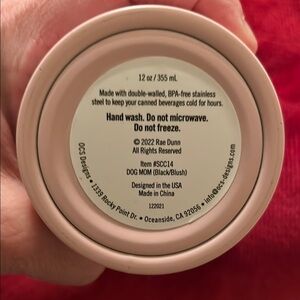 12 oz / 355 mL
Made with double-walled, BPA-free stainless
steel to keep your canned beverages cold for hours.
Hand wash. Do not microwave.
Do not freeze.
© 2022 Rae Dunn
All Rights Reserved
Item #SCC14
DOG MOM (Black/Blush)
Designed in the USA
Made in China
122021
OCS Designs • 1339 Rocky Point Dr. • Oceanside, CA 92056 • info@ocs-designs.com